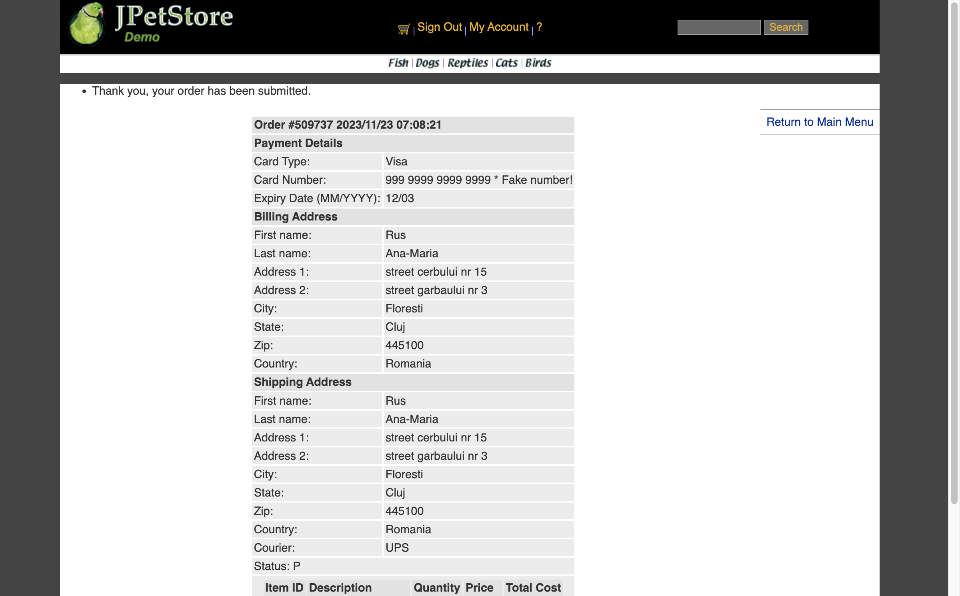 JPetStore
Demo
Sign Out | My Account | ?
Search
Fish | Dogs | Reptiles | Cats | Birds
• Thank you, your order has been submitted.
Return to Main Menu
Order #509737 2023/11/23 07:08:21
Payment Details
Card Type: Visa
Card Number: 999 9999 9999 9999 * Fake number!
Expiry Date (MM/YYYY): 12/03
Billing Address
First name: Rus
Last name: Ana-Maria
Address 1: street cerbului nr 15
Address 2: street garbaului nr 3
City: Floresti
State: Cluj
Zip: 445100
Country: Romania
Shipping Address
First name: Rus
Last name: Ana-Maria
Address 1: street cerbului nr 15
Address 2: street garbaului nr 3
City: Floresti
State: Cluj
Zip: 445100
Country: Romania
Courier: UPS
Status: P
Item ID Description Quantity Price Total Cost